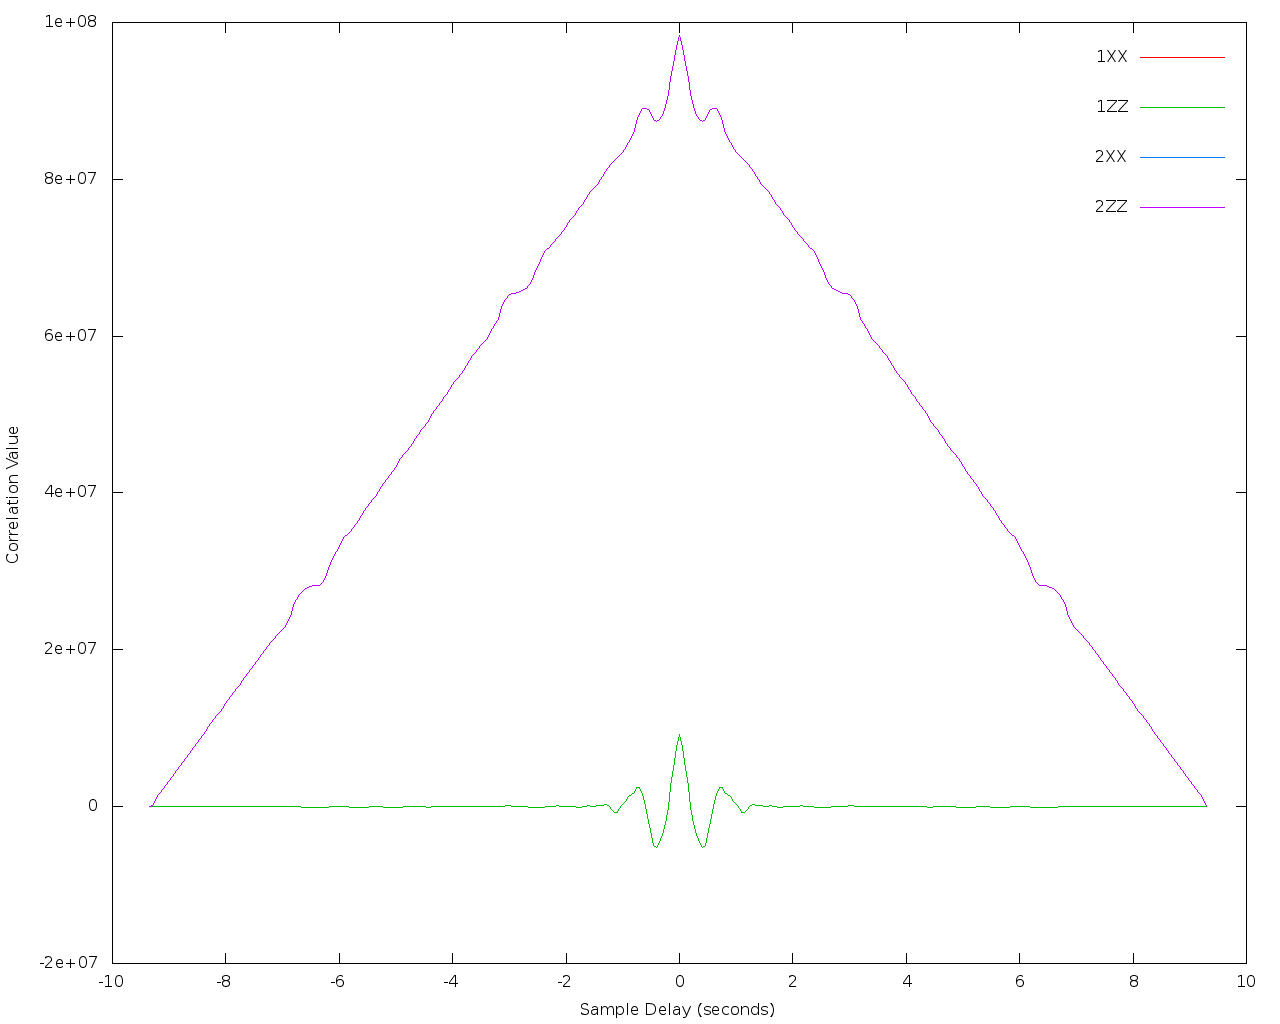 1e+08
8e+07
6e+07
4e+07
2e+07
0
-2e+07
Correlation Value
1XX
1ZZ
2XX
2ZZ
-10 -8 -6 -4 -2 0 2 4 6 8 10
Sample Delay (seconds)